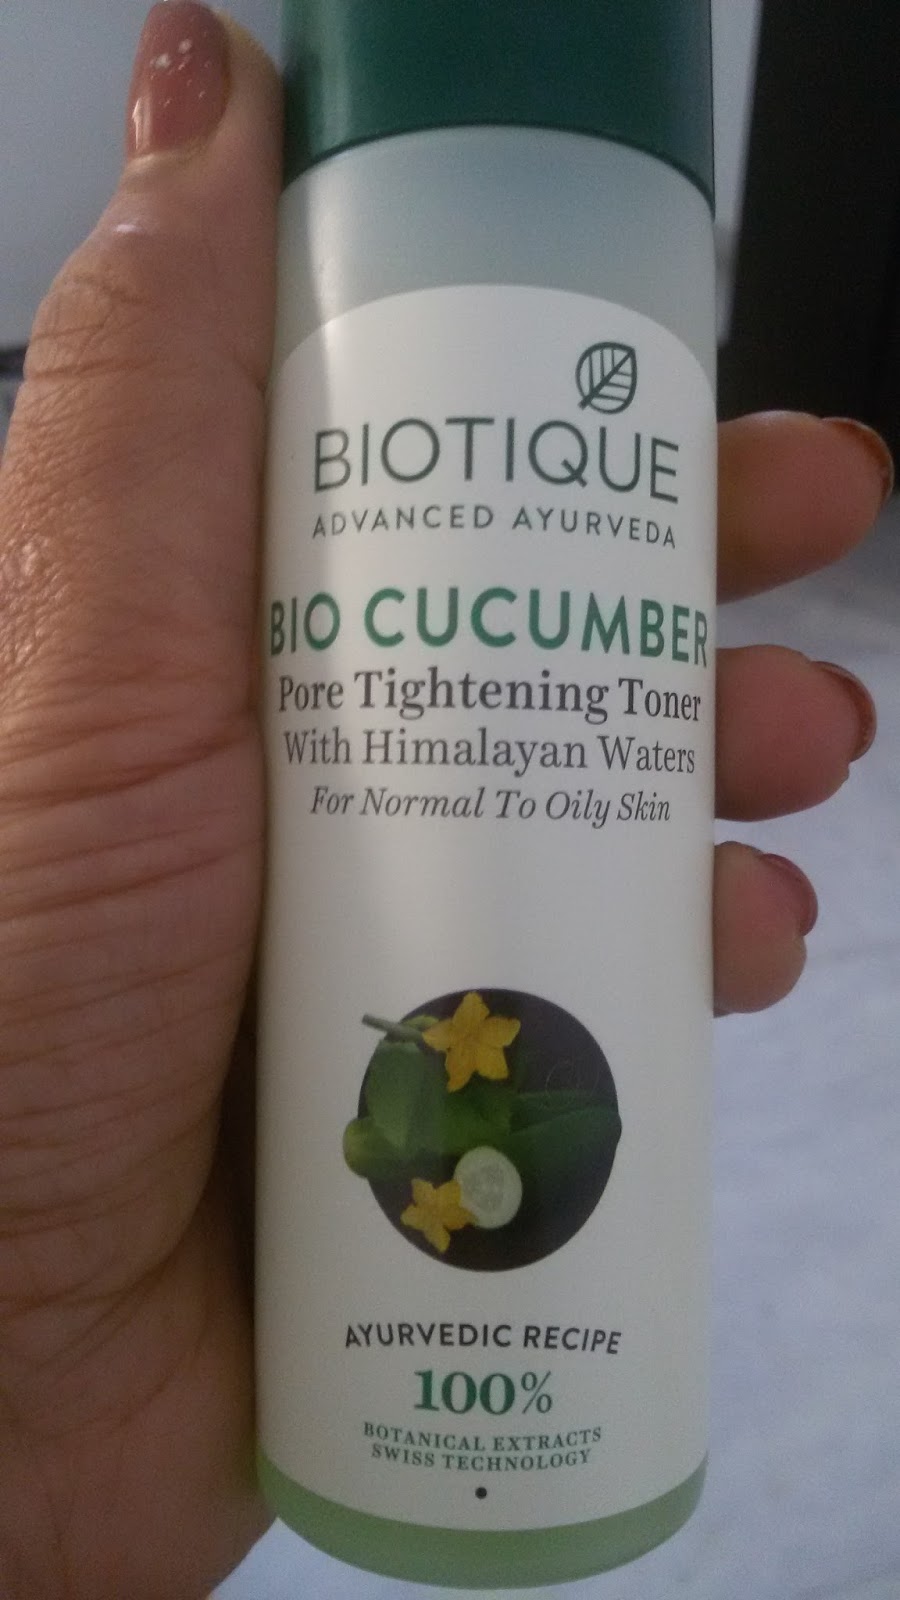 BIOTIQUE
ADVANCED AYURVEDA
BIO CUCUMBER
Pore Tightening Toner
With Himalayan Waters
For Normal To Oily Skin
AYURVEDIC RECIPE
100%
BOTANICAL EXTRACTS
SWISS TECHNOLOGY